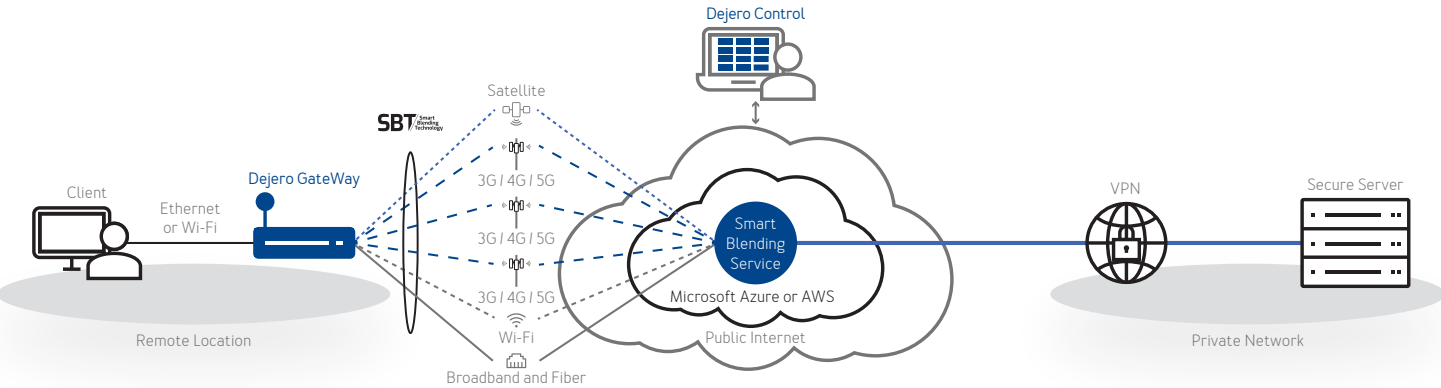 Dejero Control
Satellite
SBT Smart
Blending
Technology
3G / 4G / 5G
Client
Dejero GateWay
Ethernet
or Wi-Fi
3G / 4G / 5G
3G / 4G / 5G
Wi-Fi
Broadband and Fiber
Remote Location
Smart
Blending
Service
Microsoft Azure or AWS
Public Internet
VPN
Secure Server
Private Network